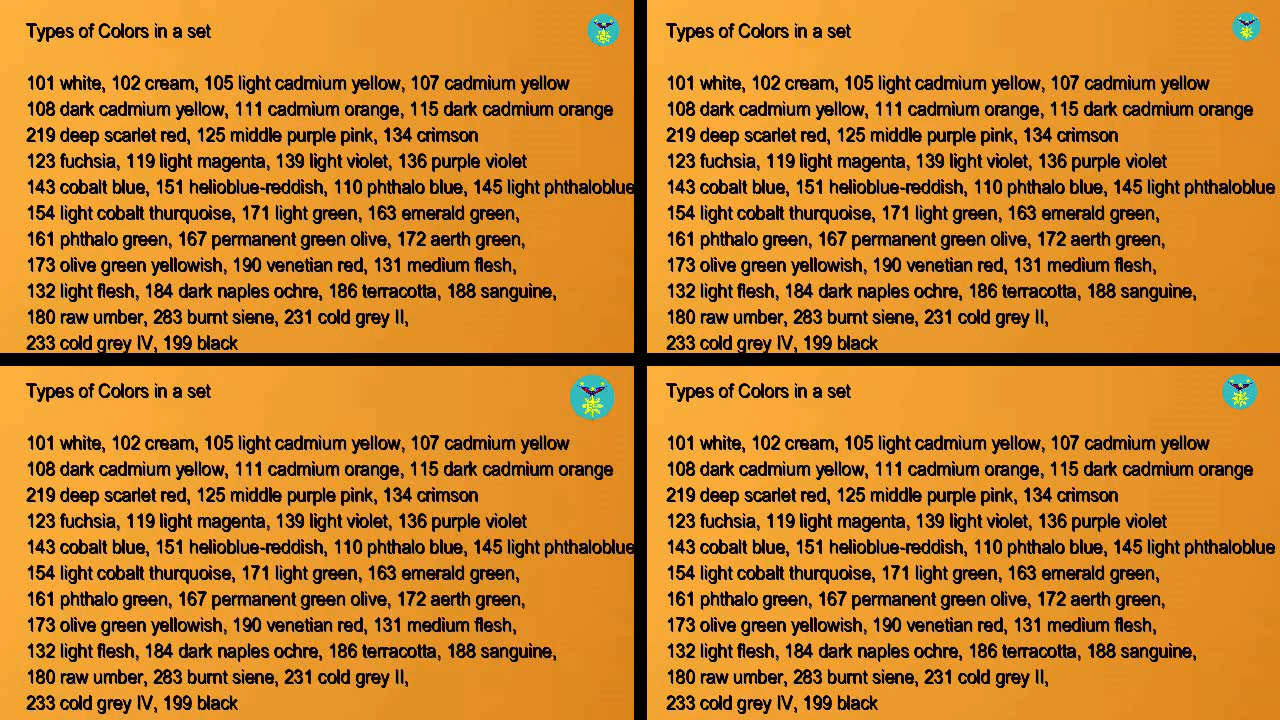 Types of Colors in a set
101 white, 102 cream, 105 light cadmium yellow, 107 cadmium yellow
108 dark cadmium yellow, 111 cadmium orange, 115 dark cadmium orange
219 deep scarlet red, 125 middle purple pink, 134 crimson
123 fuchsia, 119 light magenta, 139 light violet, 136 purple violet
143 cobalt blue, 151 helioblue-reddish, 110 phthalo blue, 145 light phthaloblue
154 light cobalt thurquoise, 171 light green, 163 emerald green,
161 phthalo green, 167 permanent green olive, 172 aerth green,
173 olive green yellowish, 190 venetian red, 131 medium flesh,
132 light flesh, 184 dark naples ochre, 186 terracotta, 188 sanguine,
180 raw umber, 283 burnt siene, 231 cold grey II,
233 cold grey IV, 199 black
Types of Colors in a set
101 white, 102 cream, 105 light cadmium yellow, 107 cadmium yellow
108 dark cadmium yellow, 111 cadmium orange, 115 dark cadmium orange
219 deep scarlet red, 125 middle purple pink, 134 crimson
123 fuchsia, 119 light magenta, 139 light violet, 136 purple violet
143 cobalt blue, 151 helioblue-reddish, 110 phthalo blue, 145 light phthaloblue
154 light cobalt thurquoise, 171 light green, 163 emerald green,
161 phthalo green, 167 permanent green olive, 172 aerth green,
173 olive green yellowish, 190 venetian red, 131 medium flesh,
132 light flesh, 184 dark naples ochre, 186 terracotta, 188 sanguine,
180 raw umber, 283 burnt siene, 231 cold grey II,
233 cold grey IV, 199 black
Types of Colors in a set
101 white, 102 cream, 105 light cadmium yellow, 107 cadmium yellow
108 dark cadmium yellow, 111 cadmium orange, 115 dark cadmium orange
219 deep scarlet red, 125 middle purple pink, 134 crimson
123 fuchsia, 119 light magenta, 139 light violet, 136 purple violet
143 cobalt blue, 151 helioblue-reddish, 110 phthalo blue, 145 light phthaloblue
154 light cobalt thurquoise, 171 light green, 163 emerald green,
161 phthalo green, 167 permanent green olive, 172 aerth green,
173 olive green yellowish, 190 venetian red, 131 medium flesh,
132 light flesh, 184 dark naples ochre, 186 terracotta, 188 sanguine,
180 raw umber, 283 burnt siene, 231 cold grey II,
233 cold grey IV, 199 black
Types of Colors in a set
101 white, 102 cream, 105 light cadmium yellow, 107 cadmium yellow
108 dark cadmium yellow, 111 cadmium orange, 115 dark cadmium orange
219 deep scarlet red, 125 middle purple pink, 134 crimson
123 fuchsia, 119 light magenta, 139 light violet, 136 purple violet
143 cobalt blue, 151 helioblue-reddish, 110 phthalo blue, 145 light phthaloblue
154 light cobalt thurquoise, 171 light green, 163 emerald green,
161 phthalo green, 167 permanent green olive, 172 aerth green,
173 olive green yellowish, 190 venetian red, 131 medium flesh,
132 light flesh, 184 dark naples ochre, 186 terracotta, 188 sanguine,
180 raw umber, 283 burnt siene, 231 cold grey II,
233 cold grey IV, 199 black